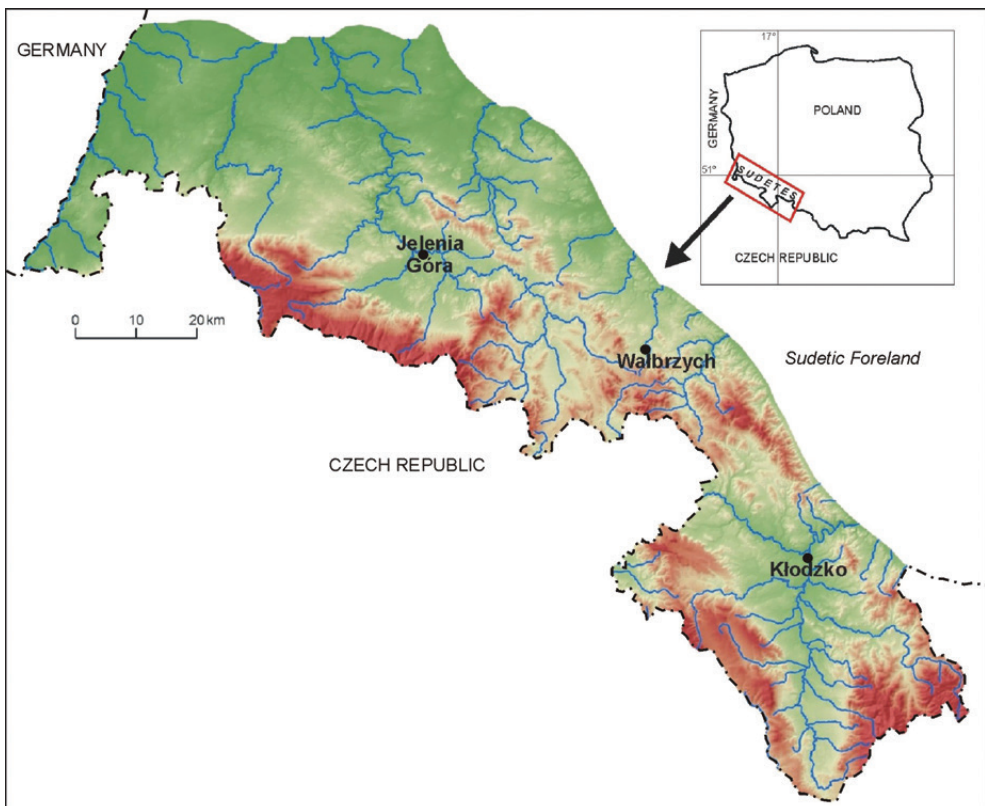 GERMANY
17°
POLAND
GERMANY
51°
SUDETES
CZECH REPUBLIC
Jelenia
Góra
0 10 20 km
Wałbrzych
Sudetic Foreland
CZECH REPUBLIC
Kłodzko